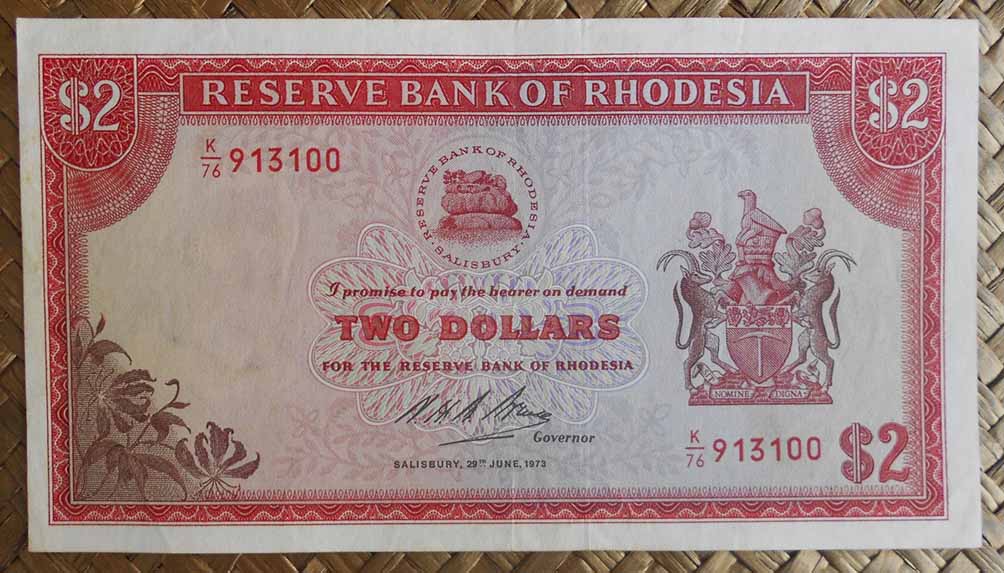 $2
RESERVE BANK OF RHODESIA
$2
K/76 913100
RESERVE BANK OF RHODESIA
SALISBURY
I promise to pay the bearer on demand
TWO DOLLARS
FOR THE RESERVE BANK OF RHODESIA
Governor
SALISBURY, 29TH JUNE, 1973
NOMINE DIGNA
K/76 913100
$2